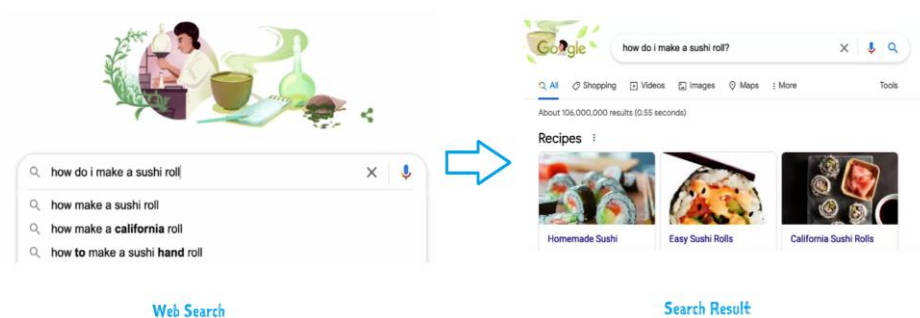 how do i make a sushi roll
how make a sushi roll
how make a california roll
how to make a sushi hand roll
Web Search
Google
how do i make a sushi roll?
All Shopping Videos Images Maps More Tools
About 106,000,000 results (0.55 seconds)
Recipes
Homemade Sushi Easy Sushi Rolls California Sushi Rolls
Search Result